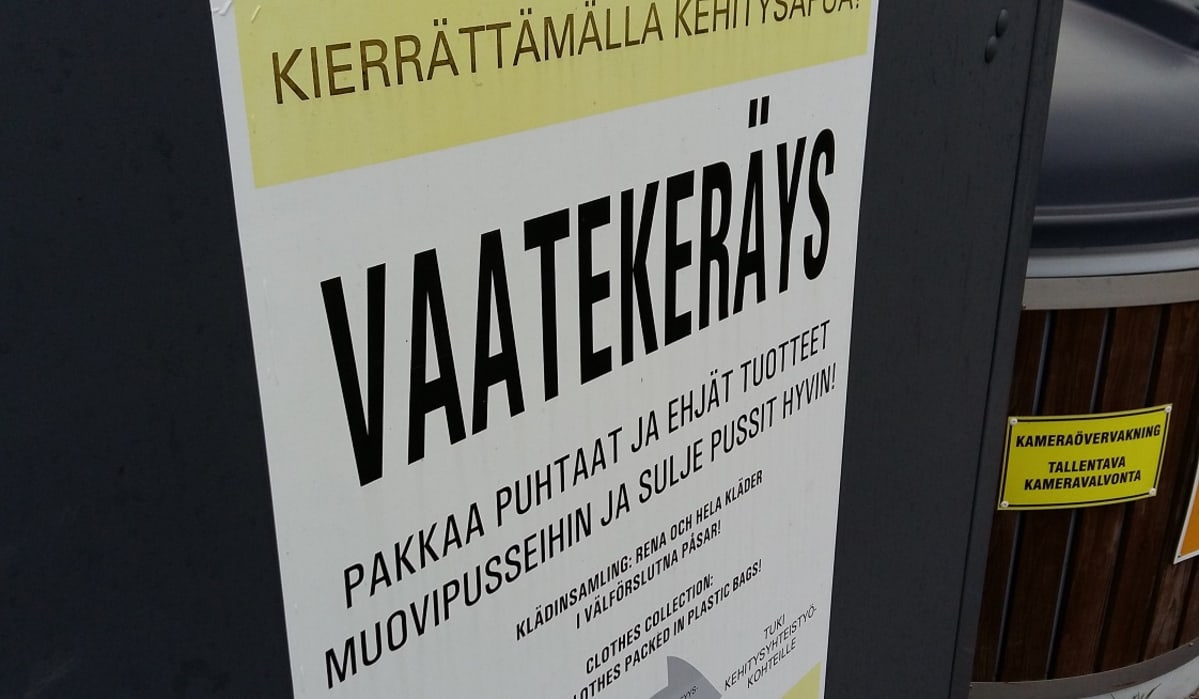 KIERRÄTTÄMÄLLÄ KEHITYSAPUA!
VAATEKERÄYS
PAKKAA PUHTAAT JA EHJÄT TUOTTEET
MUOVIPUSSEIHIN JA SULJE PUSSIT HYVIN!
KLÄDINSAMLING: RENA OCH HELA KLÄDER
I VÄLFÖRSLUTNA PÅSAR!
CLOTHES COLLECTION:
CLOTHES PACKED IN PLASTIC BAGS!
TUKI
KEHITYSYHTEISTYÖ-
KOHTEILLE
KAMERAÖVERVAKNING
TALLENTAVA
KAMERAVALVONTA